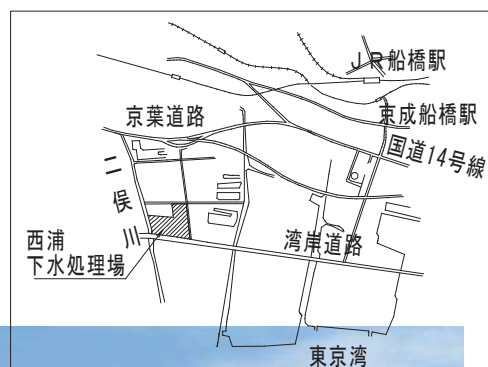 JR船橋駅
京成船橋駅
京葉道路
国道14号線
二俣川
西浦
下水処理場
湾岸道路
東京湾